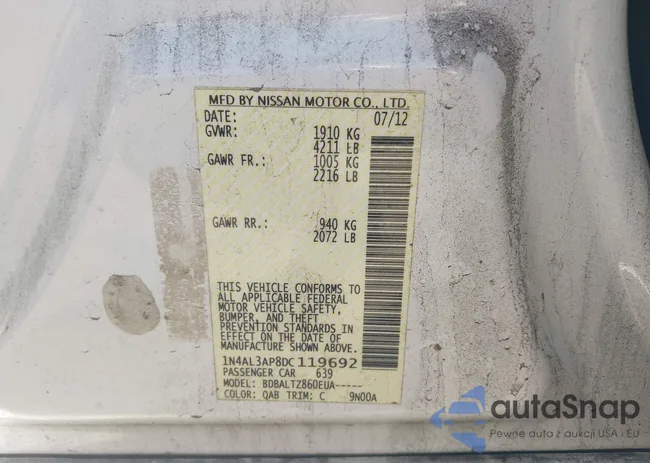 MFD BY NISSAN MOTOR CO., LTD.
DATE: 07/12
GVWR: 1910 KG
4211 LB
GAWR FR.: 1005 KG
2216 LB
GAWR RR.: 940 KG
2072 LB
THIS VEHICLE CONFORMS TO
ALL APPLICABLE FEDERAL
MOTOR VEHICLE SAFETY,
BUMPER, AND THEFT
PREVENTION STANDARDS IN
EFFECT ON THE DATE OF
MANUFACTURE SHOWN ABOVE.
1N4AL3AP8DC119692
PASSENGER CAR 639
MODEL: BDBALTZ860EUA-----
COLOR: QAB TRIM: C 9N00A
autaSnap
Pewne auta z aukcji USA i EU